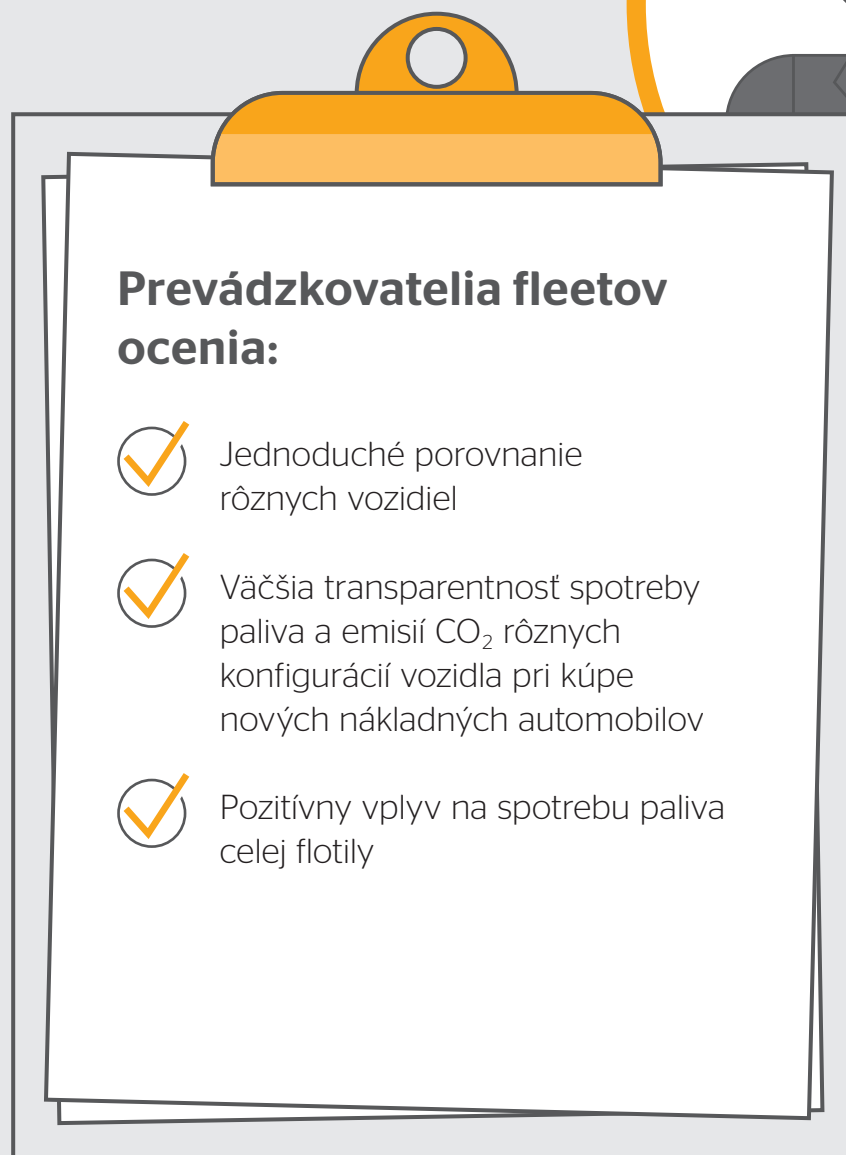 Prevádzkovatelia fleetov
ocenia:
Jednoduché porovnanie
rôznych vozidiel
Väčšia transparentnosť spotreby
paliva a emisií CO₂ rôznych
konfigurácií vozidla pri kúpe
nových nákladných automobilov
Pozitívny vplyv na spotrebu paliva
celej flotily